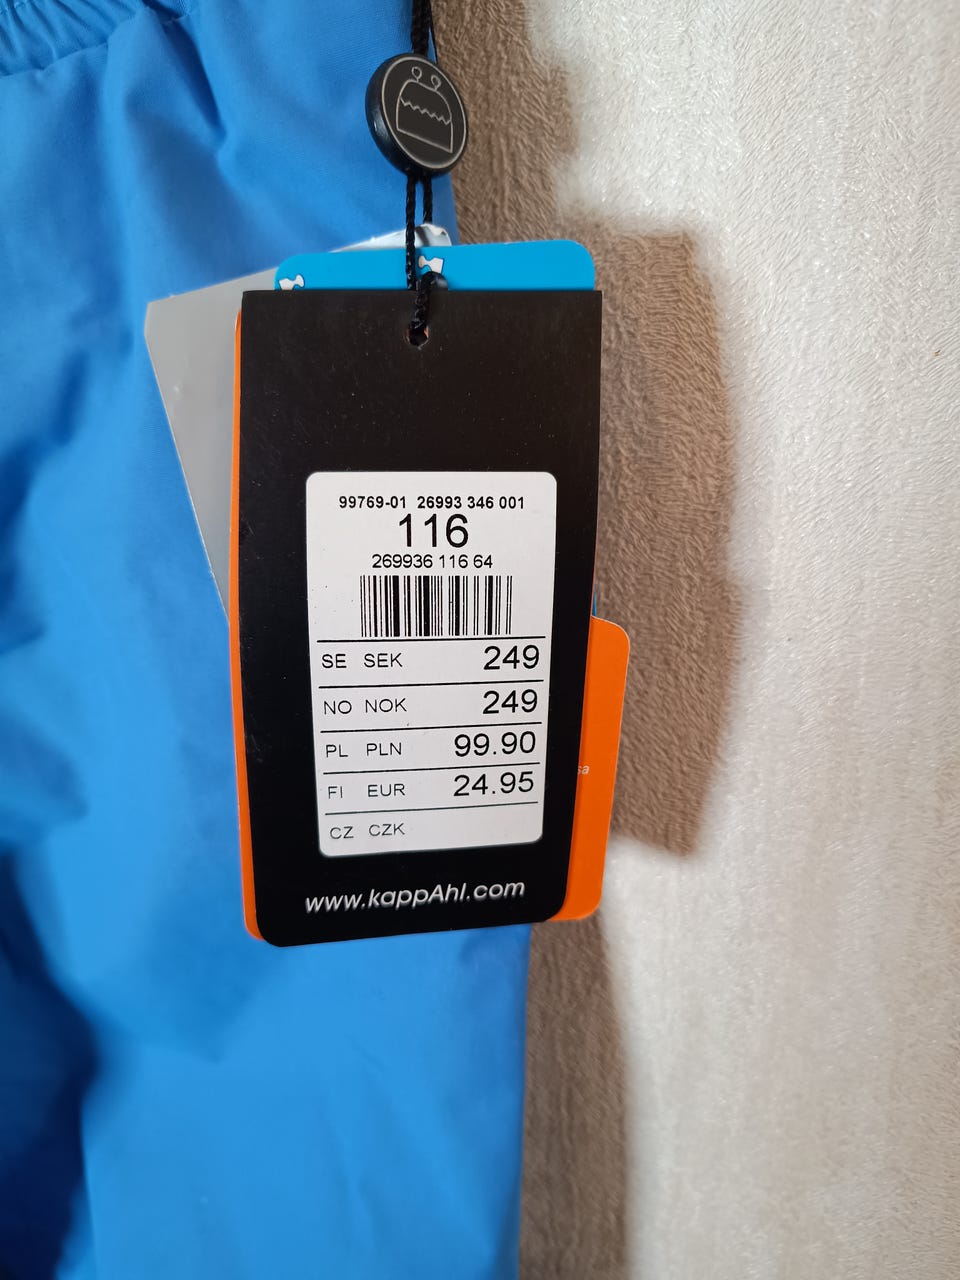 99769-01 26993 346 001
116
269936 116 64
SE SEK 249
NO NOK 249
PL PLN 99.90
FI EUR 24.95
CZ CZK
sa
www.kappAhl.com